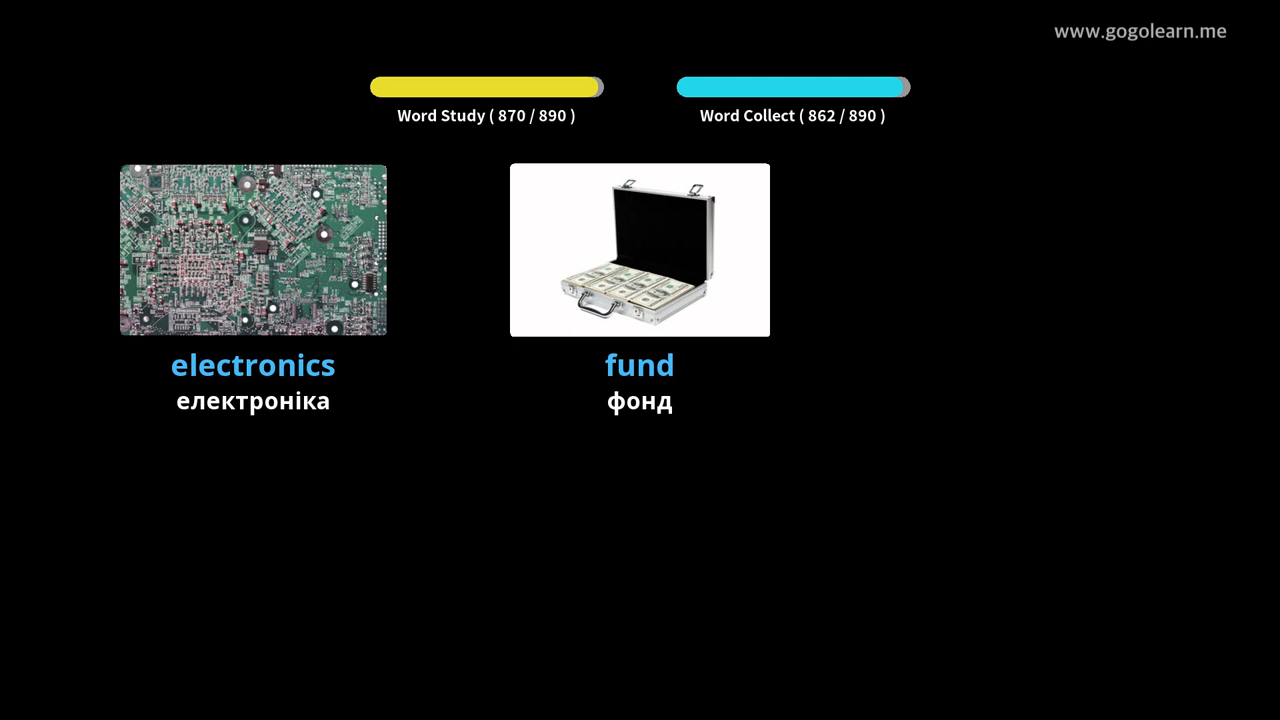 www.gogolearn.me
Word Study ( 870 / 890 )
Word Collect ( 862 / 890 )
electronics
електроніка
fund
фонд